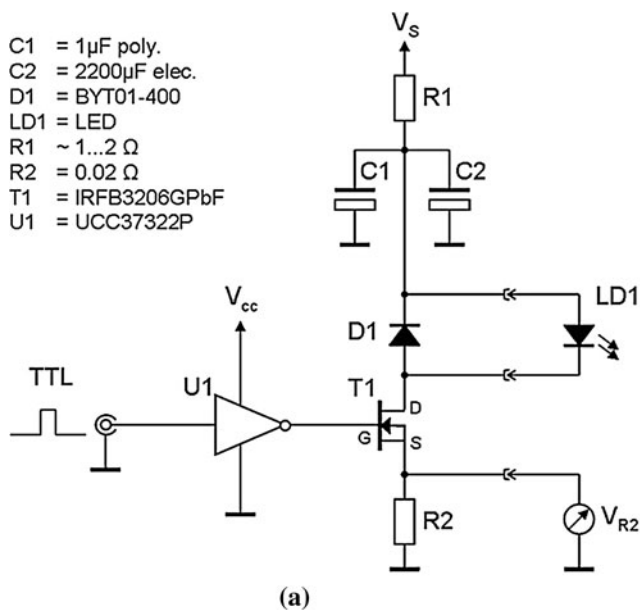 C1 = 1µF poly.
C2 = 2200µF elec.
D1 = BYT01-400
LD1 = LED
R1 ~ 1...2 Ω
R2 = 0.02 Ω
T1 = IRFB3206GPbF
U1 = UCC37322P
VS
R1
C1
C2
Vcc
LD1
D1
TTL
U1
T1
D
G
S
R2
VR2
(a)